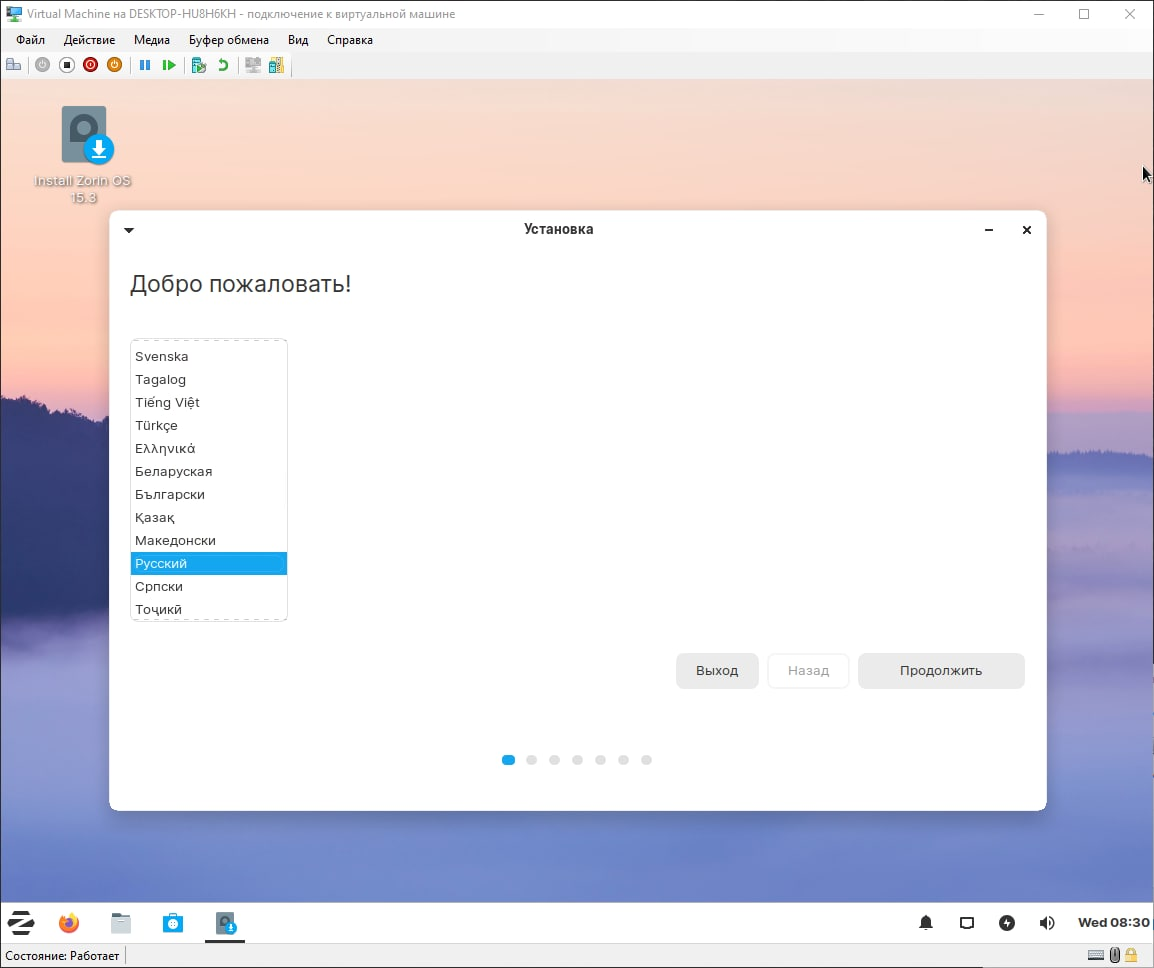 Virtual Machine на DESKTOP-HU8H6KH - подключение к виртуальной машине
Файл Действие Медиа Буфер обмена Вид Справка
Install Zorin OS
15.3
Установка
Добро пожаловать!
Svenska
Tagalog
Tiếng Việt
Türkçe
Ελληνικά
Беларуская
Български
Қазақ
Македонски
Русский
Српски
Тоҷикӣ
Выход Назад Продолжить
Wed 08:30
Состояние: Работает